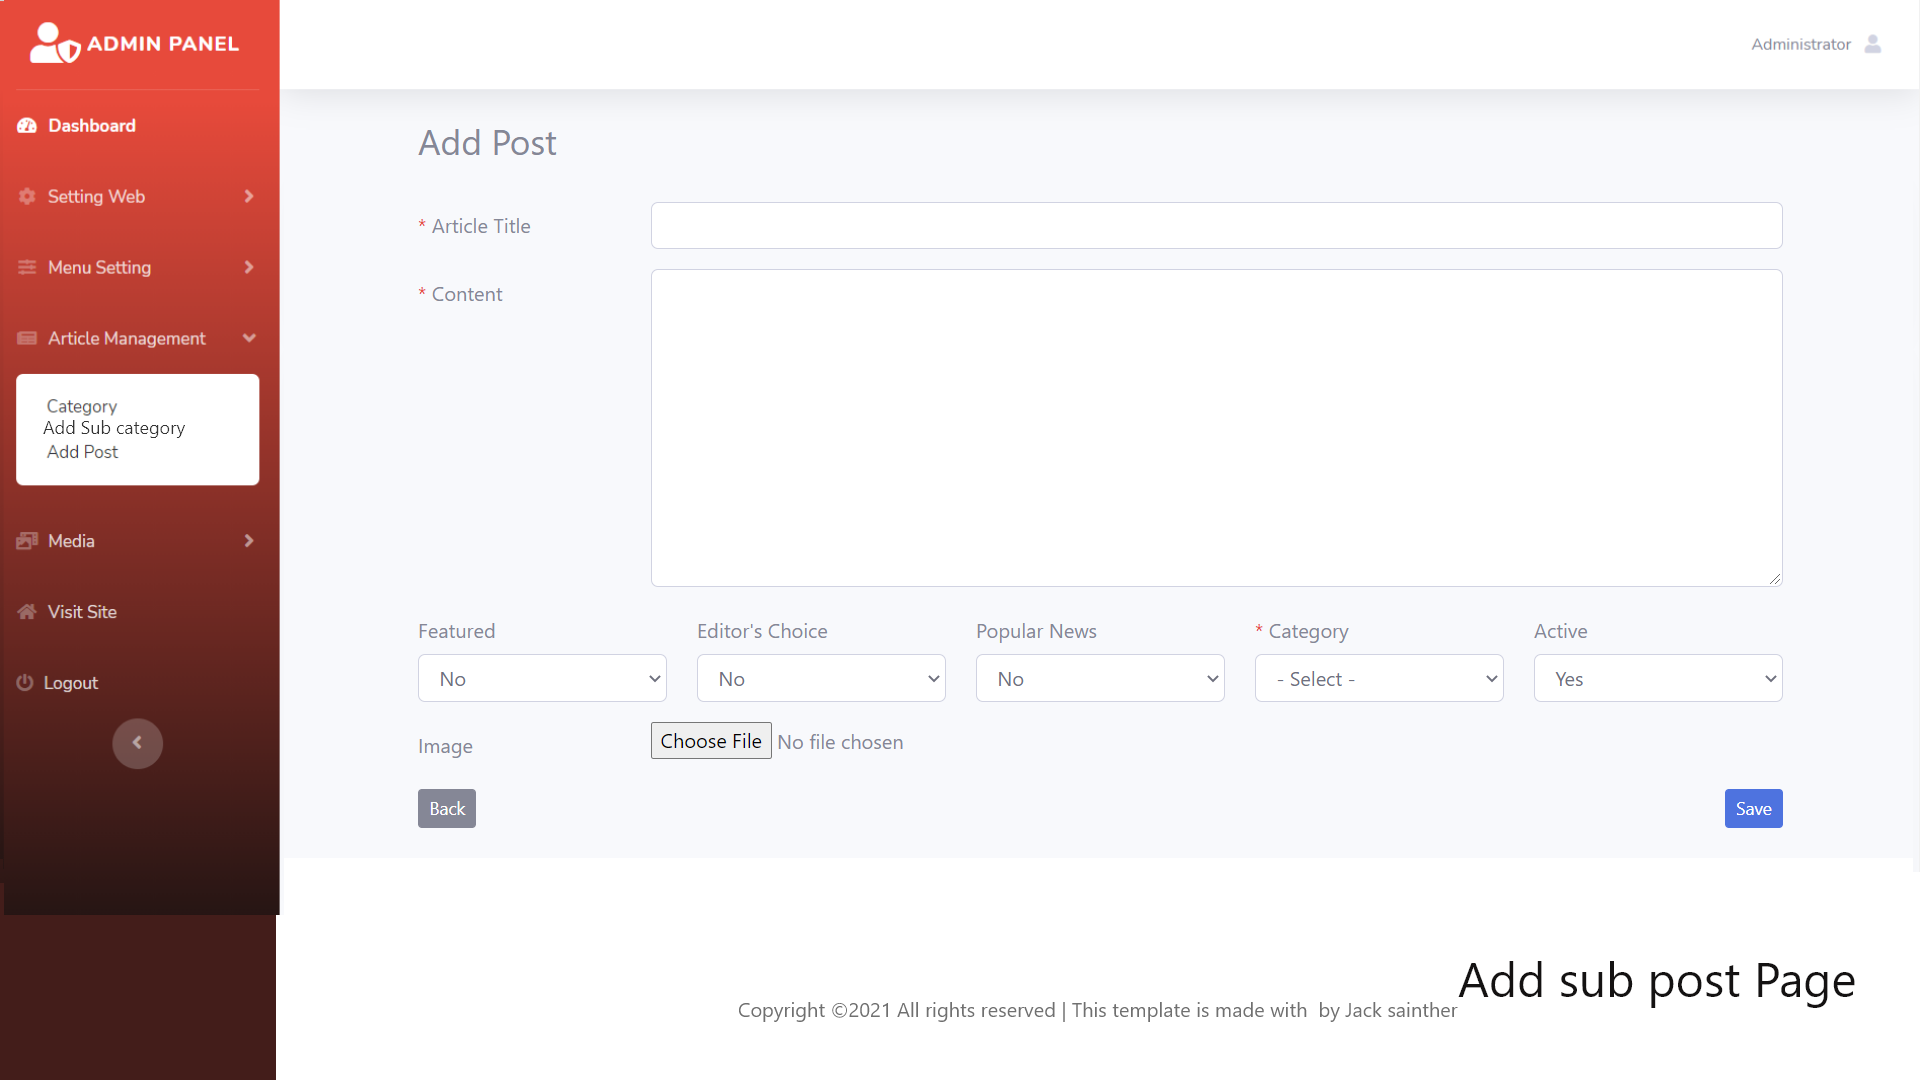 ADMIN PANEL
Administrator
Dashboard
Setting Web
Menu Setting
Article Management
Category
Add Sub category
Add Post
Media
Visit Site
Logout
Add Post
* Article Title
* Content
Featured
Editor's Choice
Popular News
* Category
Active
No
No
No
- Select -
Yes
Image
Choose File No file chosen
Back
Save
Add sub post Page
Copyright ©2021 All rights reserved | This template is made with by Jack sainther